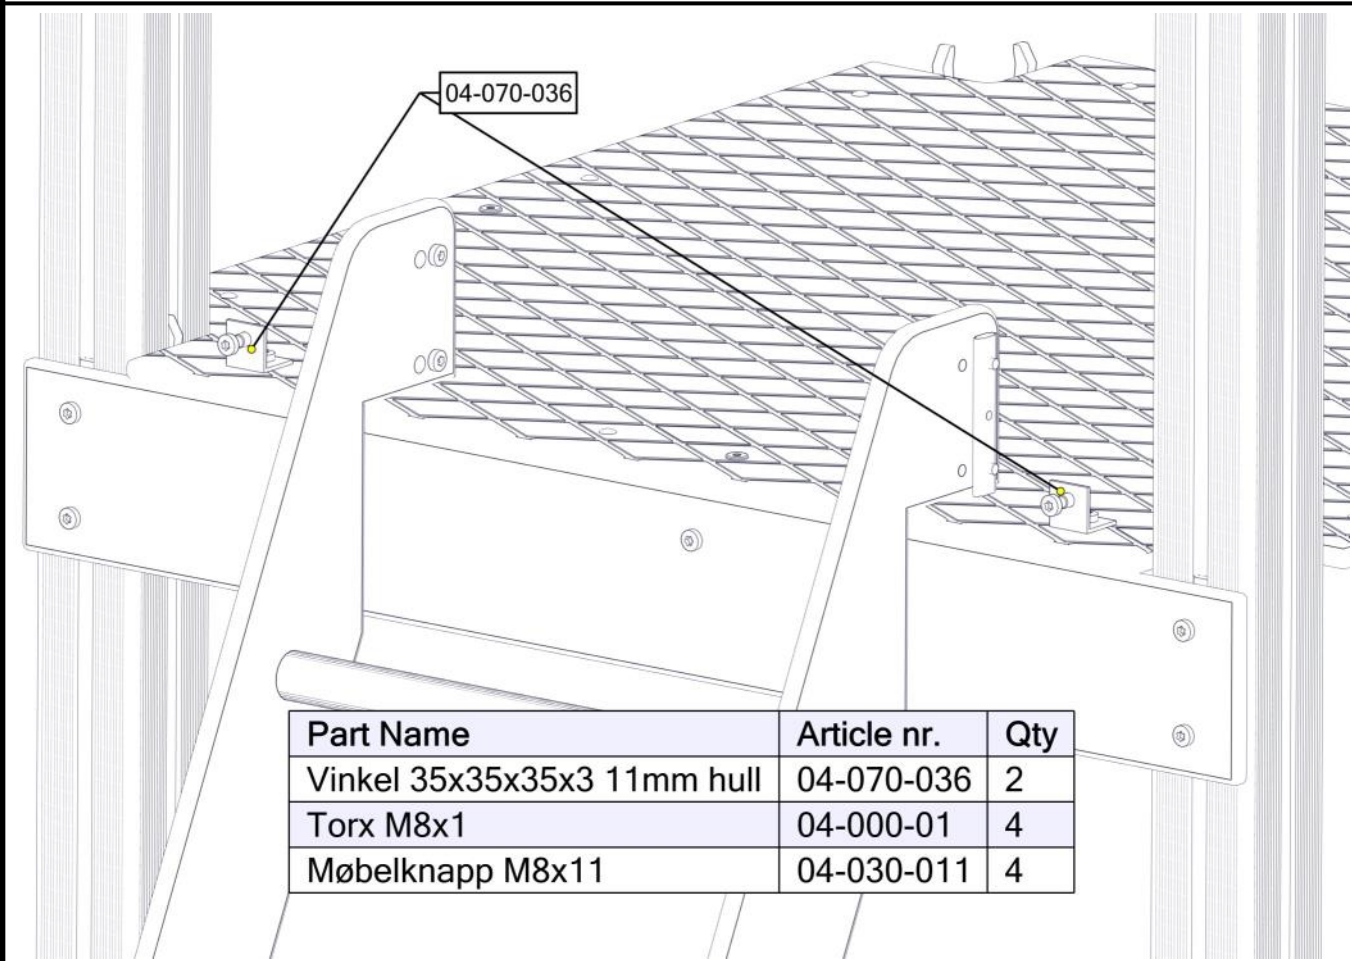 04-070-036
Part Name Article nr. Qty
Vinkel 35x35x35x3 11mm hull 04-070-036 2
Torx M8x1 04-000-01 4
Møbelknapp M8x11 04-030-011 4